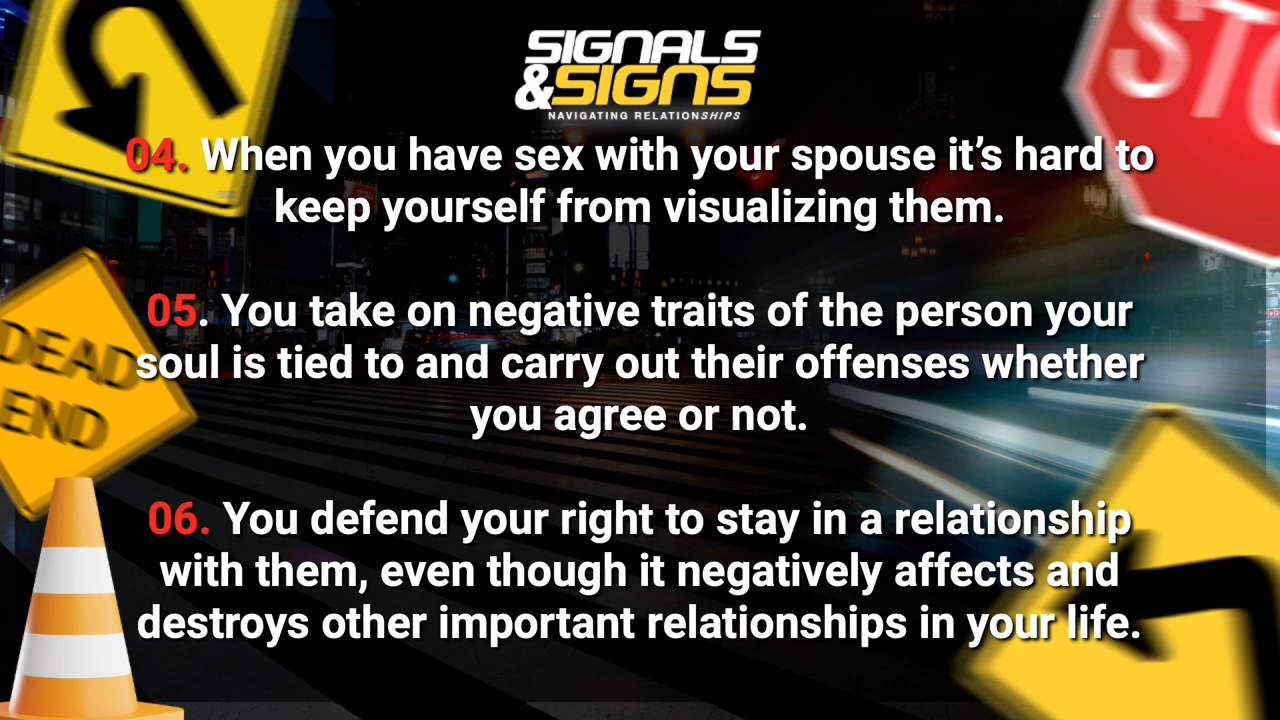 SIGNALS
&SIGNS
NAVIGATING RELATIONSHIPS
STO
04. When you have sex with your spouse it’s hard to
keep yourself from visualizing them.
05. You take on negative traits of the person your
soul is tied to and carry out their offenses whether
you agree or not.
DEAD
END
06. You defend your right to stay in a relationship
with them, even though it negatively affects and
destroys other important relationships in your life.